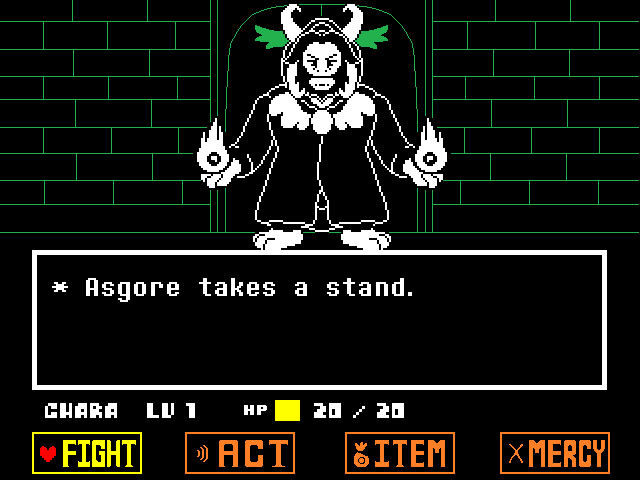 * Asgore takes a stand.
CHARA LV 1 HP 20 / 20
FIGHT ACT ITEM MERCY